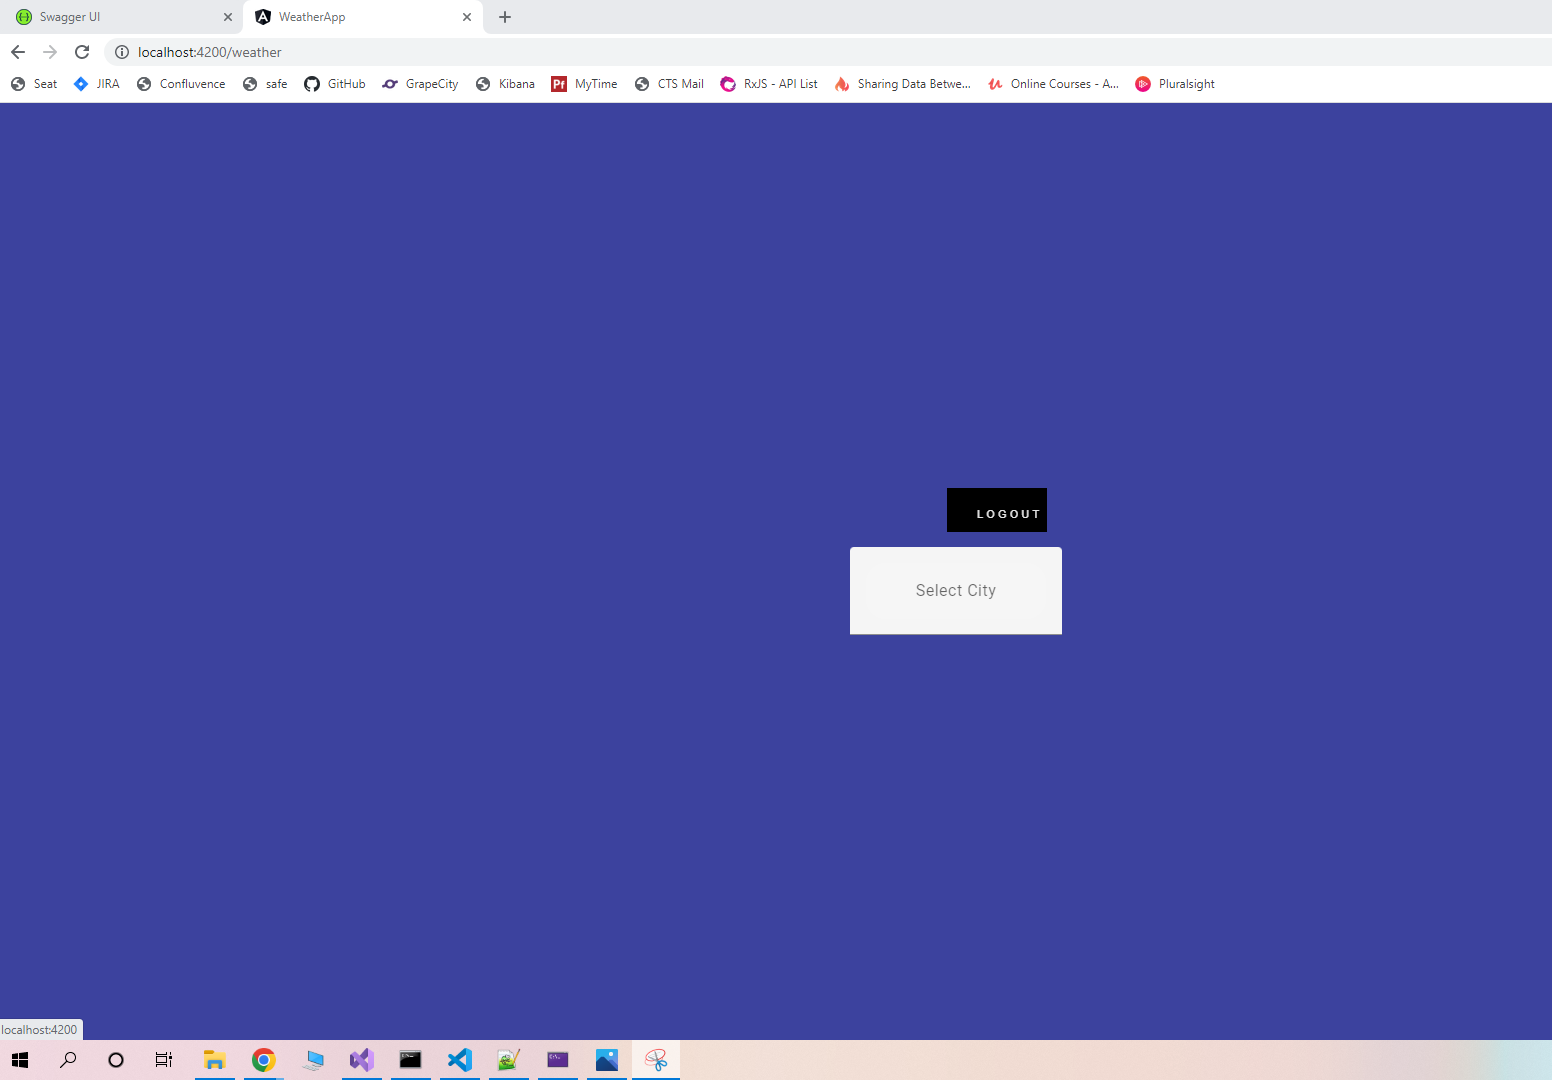 Swagger UI
WeatherApp
localhost:4200/weather
Seat JIRA Confluvence safe GitHub GrapeCity Kibana Pf MyTime CTS Mail RxJS - API List Sharing Data Betwe... Online Courses - A... Pluralsight
LOGOUT
Select City
localhost:4200